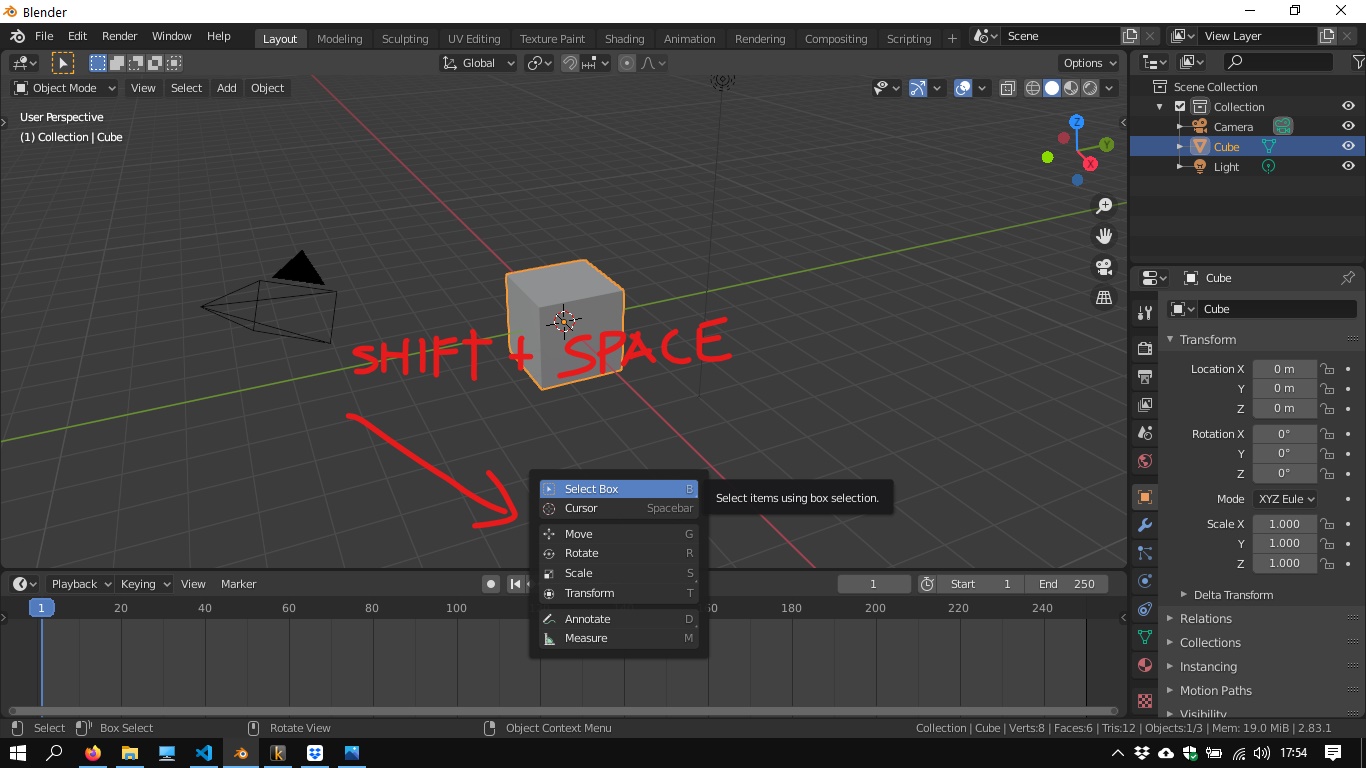 Blender
File Edit Render Window Help Layout Modeling Sculpting UV Editing Texture Paint Shading Animation Rendering Compositing Scripting + Scene View Layer
Global Options
Object Mode View Select Add Object
User Perspective
(1) Collection | Cube
Z
Y
X
SHIFT + SPACE
Select Box B
Cursor Spacebar
Move G
Rotate R
Scale S
Transform T
Annotate D
Measure M
Select items using box selection.
Scene Collection
Collection
Camera
Cube
Light
Cube
Cube
Transform
Location X 0 m
Y 0 m
Z 0 m
Rotation X 0°
Y 0°
Z 0°
Mode XYZ Eule
Scale X 1.000
Y 1.000
Z 1.000
Delta Transform
Relations
Collections
Instancing
Motion Paths
Visibility
Playback Keying View Marker 1 Start 1 End 250
1 20 40 60 80 100 60 180 200 220 240
Select Box Select Rotate View Object Context Menu Collection | Cube | Verts:8 | Faces:6 | Tris:12 | Objects:1/3 | Mem: 19.0 MiB | 2.83.1
17:54